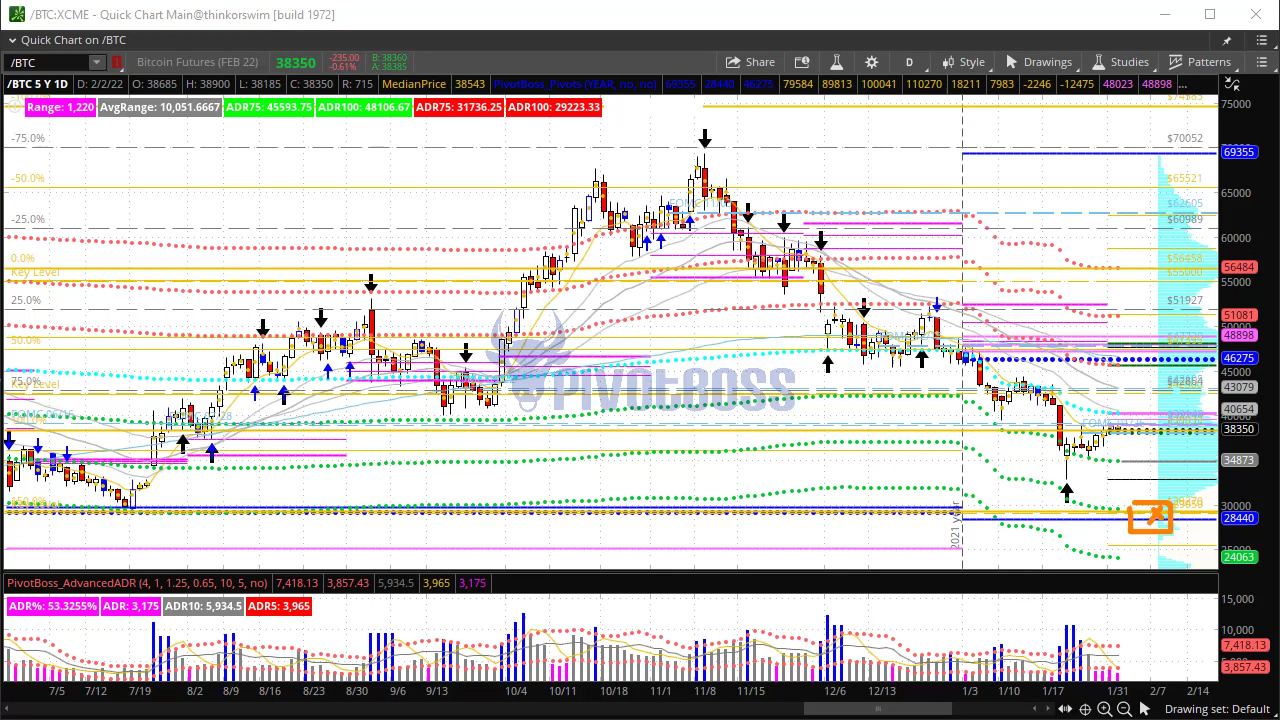 /BTC:XCME - Quick Chart Main@thinkorswim [build 1972]
Quick Chart on /BTC
/BTC Bitcoin Futures (FEB 22) 38350 -235.00 -0.61% B: 38360 A: 38385 Share D Style Drawings Studies Patterns
/BTC 5 Y 1D D: 2/2/22 O: 38685 H: 38900 L: 38185 C: 38350 R: 715 MedianPrice 38543 PivotBoss_Pivots (YEAR, no, no) 69355 28440 46275 79584 89813 100041 110270 18211 7983 -2246 -12475 48023 48898 ...
Range: 1,220 AvgRange: 10,051.6667 ADR75: 45593.75 ADR100: 48106.67 ADR75: 31736.25 ADR100: 29223.33
75000
-75.0% $70052
69355
-50.0% $65521
65000
$62605
-25.0% $60989
60000
0.0% $56458
Key Level $55000
56484
55000
25.0% $51927
51081
50000
48898
50.0%
46275
45000
75.0%
Key Level
43079
40654
38350
34873
30000
28440
2021 year
25000
24063
PIVOTBOSS
PivotBoss_AdvancedADR (4, 1, 1.25, 0.65, 10, 5, no) 7,418.13 3,857.43 5,934.5 3,965 3,175
ADR%: 53.3255% ADR: 3,175 ADR10: 5,934.5 ADR5: 3,965
15,000
10,000
7,418.13
3,857.43
7/5 7/12 7/19 8/2 8/9 8/16 8/23 8/30 9/6 9/13 10/4 10/11 10/18 11/1 11/8 11/15 12/6 12/13 1/3 1/10 1/17 1/31 2/7 2/14
Drawing set: Default